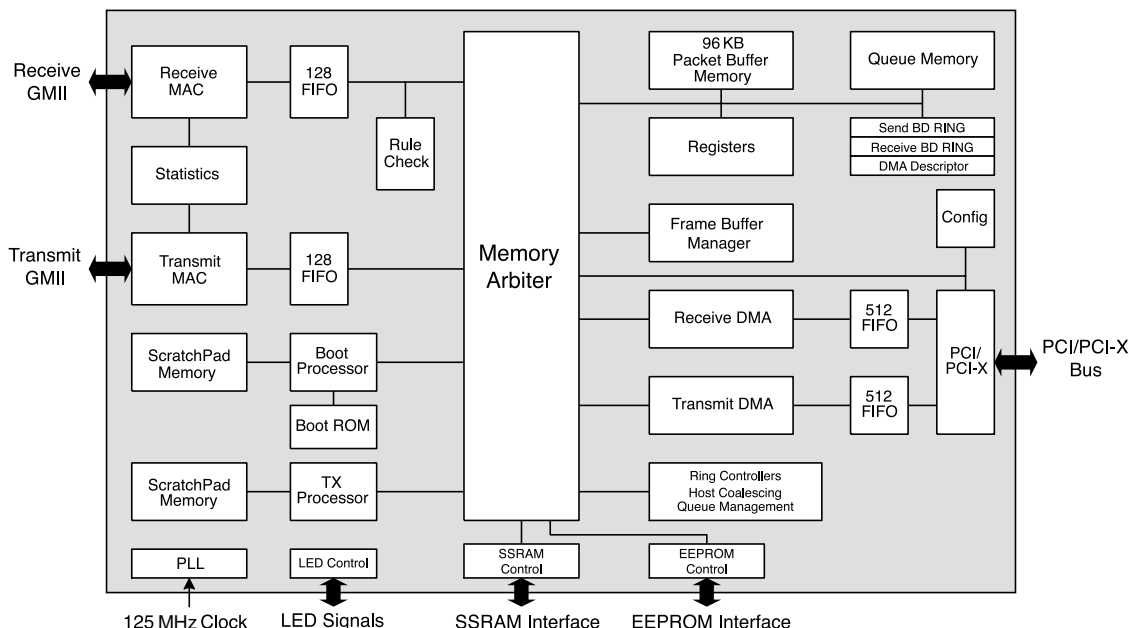 Receive
GMII
Receive
MAC
128
FIFO
Rule
Check
Statistics
Transmit
GMII
Transmit
MAC
128
FIFO
ScratchPad
Memory
Boot
Processor
Boot ROM
ScratchPad
Memory
TX
Processor
PLL
LED Control
125 MHz Clock
LED Signals
Memory
Arbiter
SSRAM
Control
SSRAM Interface
EEPROM
Control
EEPROM Interface
96 KB
Packet Buffer
Memory
Queue Memory
Registers
Send BD RING
Receive BD RING
DMA Descriptor
Frame Buffer
Manager
Config
Receive DMA
512
FIFO
Transmit DMA
512
FIFO
PCI/
PCI-X
PCI/PCI-X
Bus
Ring Controllers
Host Coalescing
Queue Management